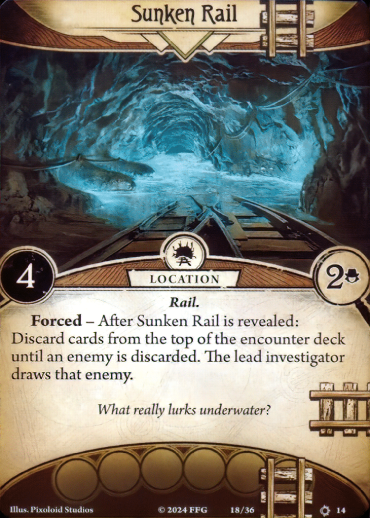 Sunken Rail
4
LOCATION
2
Rail.
Forced – After Sunken Rail is revealed:
Discard cards from the top of the encounter deck
until an enemy is discarded. The lead investigator
draws that enemy.
What really lurks underwater?
Illus. Pixoloid Studios © 2024 FFG 18/36 14